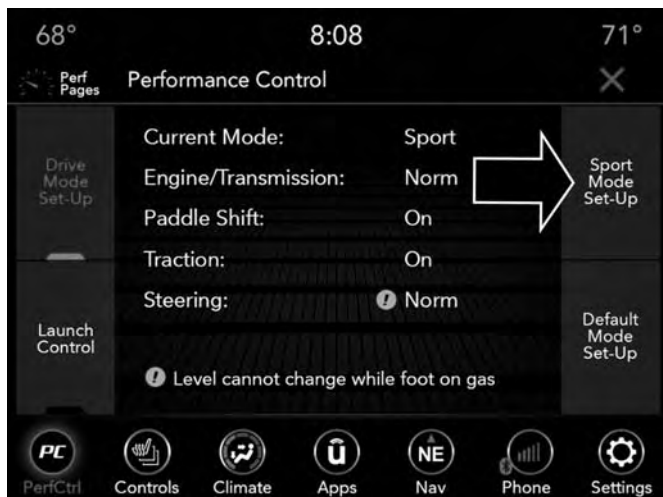 68° 8:08 71°
Perf
Pages
Performance Control
Drive
Mode
Set-Up
Launch
Control
Current Mode: Sport
Engine/Transmission: Norm
Paddle Shift: On
Traction: On
Steering: ! Norm
! Level cannot change while foot on gas
Sport
Mode
Set-Up
Default
Mode
Set-Up
PC
PerfCtrl
Controls
Climate
û
Apps
NE
Nav
Phone
Settings